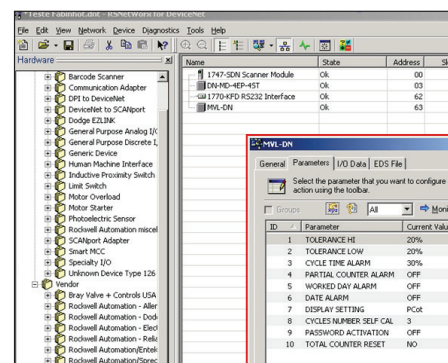 *Teste Fabinhot.dnt - RSNetWorx for DeviceNet
File Edit View Network Device Diagnostics Tools Help
Hardware
Barcode Scanner
Communication Adapter
DPI to DeviceNet
DeviceNet to SCANport
Dodge EZLINK
General Purpose Analog I/O
General Purpose Discrete I
Generic Device
Human Machine Interface
Inductive Proximity Switch
Limit Switch
Motor Overload
Motor Starter
Photoelectric Sensor
Rockwell Automation miscel
SCANport Adapter
Smart MCC
Specialty I/O
Unknown Device Type 126
Vendor
Bray Valve + Controls USA
Rockwell Automation - Aller
Rockwell Automation - Dod
Rockwell Automation - Elect
Rockwell Automation - Relia
Rockwell Automation/Entek
Rockwell Automation/Sprec
Name State Address
1747-SDN Scanner Module Ok 00
DN-MD-4EP-4ST Ok 03
1770-KFD RS232 Interface Ok 62
MVL-DN Ok 63
MVL-DN
General Parameters I/O Data EDS File
Select the parameter that you want to configure
action using the toolbar.
Groups All Moni
ID Parameter Current Valu
1 TOLERANCE HI 20%
2 TOLERANCE LOW 20%
3 CYCLE TIME ALARM 30%
4 PARTIAL COUNTER ALARM OFF
5 WORKED DAY ALARM OFF
6 DATE ALARM OFF
7 DISPLAY SETTING PCot
8 CYCLES NUMBER SELF CAL 3
9 PASSWORD ACTIVATION OFF
10 TOTAL COUNTER RESET NO